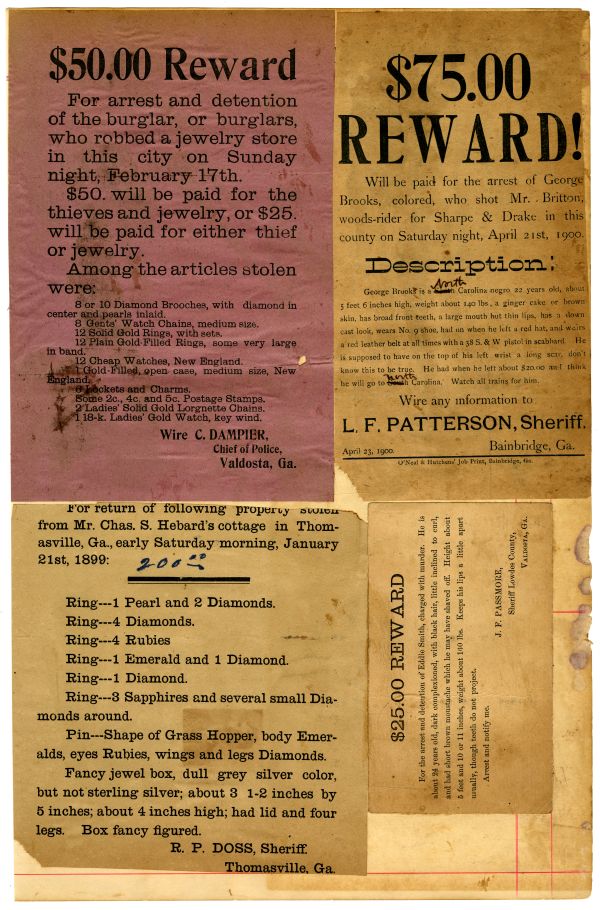 $50.00 Reward
For arrest and detention
of the burglar, or burglars,
who robbed a jewelry store
in this city on Sunday
night, February 17th.
$50. will be paid for the
thieves and jewelry, or $25.
will be paid for either thief
or jewelry.
Among the articles stolen
were:
8 or 10 Diamond Brooches, with diamond in
center and pearls inlaid.
8 Gents' Watch Chains, medium size.
12 Solid Gold Rings, with sets.
12 Plain Gold-Filled Rings, some very large
in band.
12 Cheap Watches, New England.
1 Gold-Filled, open case, medium size, New
England.
6 Lockets and Charms.
Some 2c., 4c. and 5c. Postage Stamps.
2 Ladies' Solid Gold Lorgnette Chains.
1 18-k. Ladies' Gold Watch, key wind.
Wire C. DAMPIER,
Chief of Police,
Valdosta, Ga.
$75.00
REWARD!
Will be paid for the arrest of George
Brooks, colored, who shot Mr. Britton,
woods-rider for Sharpe & Drake in this
county on Saturday night, April 21st, 1900.
Description:
North
George Brooks is a South Carolina negro 22 years old, about
5 feet 6 inches high, weight about 140 lbs., a ginger cake or brown
skin, has broad front teeth, a large mouth but thin lips, has a down
cast look, wears No. 9 shoe, had on when he left a red hat, and wears
a red leather belt at all times with a 38 S. & W pistol in scabbard. He
is supposed to have on the top of his left wrist a long scar, don't
know this to be true. He had when he left about $20.00 and I think
north
he will go to South Carolina. Watch all trains for him.
Wire any information to
L. F. PATTERSON, Sheriff.
April 23, 1900.
Bainbridge, Ga.
O'Neal & Hutchens' Job Print, Bainbridge, Ga.
For return of following property stolen
from Mr. Chas. S. Hebard's cottage in Thom-
asville, Ga., early Saturday morning, January
21st, 1899:
200.00
Ring---1 Pearl and 2 Diamonds.
Ring---4 Diamonds.
Ring---4 Rubies
Ring---1 Emerald and 1 Diamond.
Ring---1 Diamond.
Ring---3 Sapphires and several small Dia-
monds around.
Pin---Shape of Grass Hopper, body Emer-
alds, eyes Rubies, wings and legs Diamonds.
Fancy jewel box, dull grey silver color,
but not sterling silver; about 3 1-2 inches by
5 inches; about 4 inches high; had lid and four
legs. Box fancy figured.
R. P. DOSS, Sheriff.
Thomasville, Ga.
$25.00 REWARD
For the arrest and detention of Eddie Smith, charged with murder. He is
about 24 years old, dark complexioned, with black hair, little inclined to curl,
and had short brown moustache which he may have shaved off. Height about
5 feet and 10 or 11 inches, weight about 160 lbs. Keeps his lips a little apart
usually, though teeth do not project.
Arrest and notify me.
J. F. PASSMORE,
Sheriff Lowdes County,
VALDOSTA, GA.